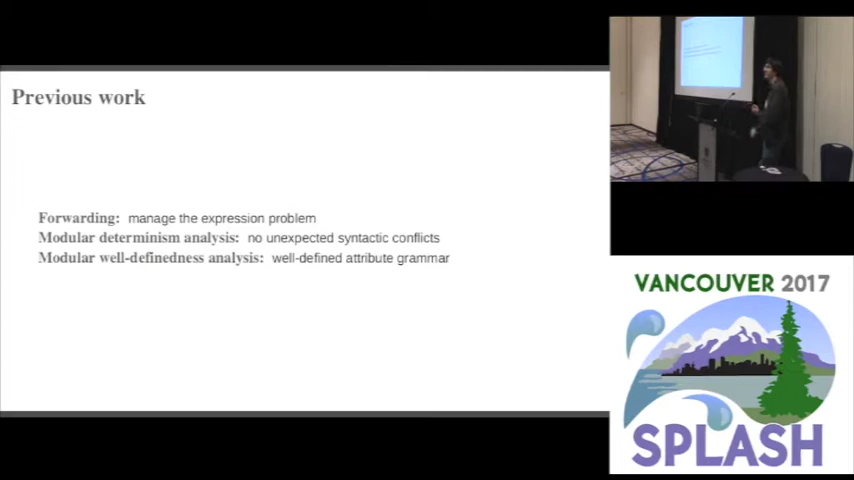 Previous work
Forwarding: manage the expression problem
Modular determinism analysis: no unexpected syntactic conflicts
Modular well-definedness analysis: well-defined attribute grammar
VANCOUVER 2017
SPLASH